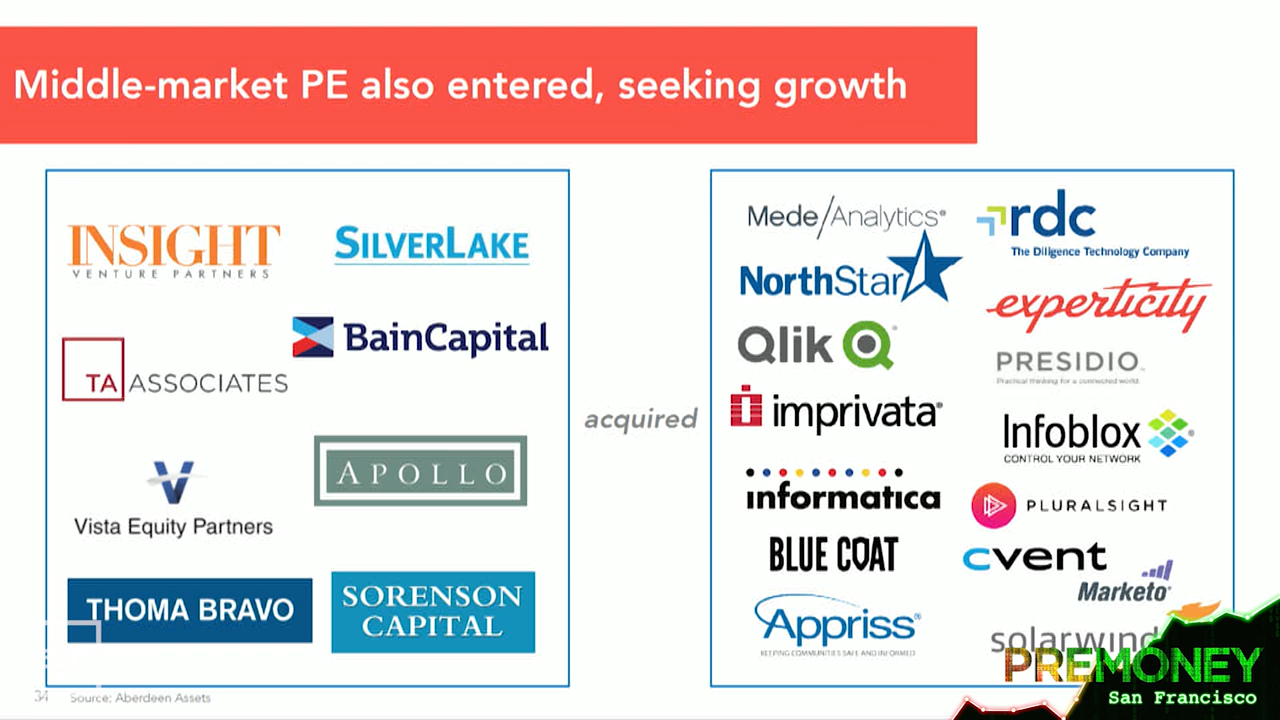 Middle-market PE also entered, seeking growth
INSIGHT
VENTURE PARTNERS
SILVERLAKE
BainCapital
TA ASSOCIATES
APOLLO
Vista Equity Partners
THOMA BRAVO
SORENSON
CAPITAL
acquired
Mede/Analytics®
rdc
The Diligence Technology Company
NorthStar
experticity
Qlik
PRESIDIO
Practical thinking for a connected world.
imprivata®
Infoblox
CONTROL YOUR NETWORK
informatica
PLURALSIGHT
BLUE COAT
cvent
Marketo
Appriss
KEEPING COMMUNITIES SAFE AND INFORMED
solarwind
PREMONEY
San Francisco
34 Source: Aberdeen Assets